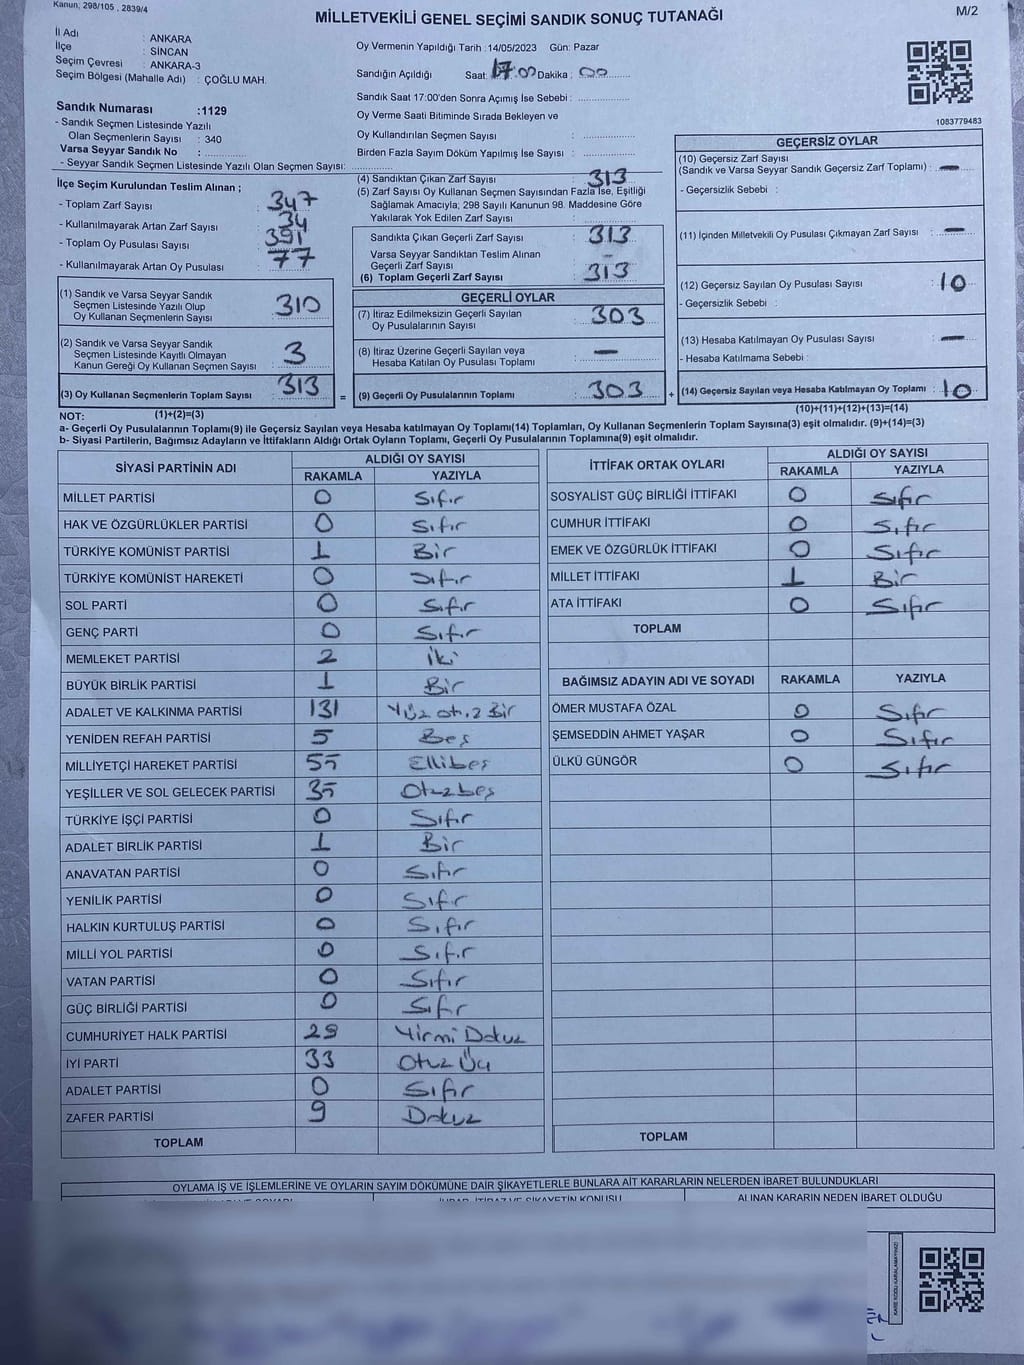 Kanun, 298/105 , 2839/4
MİLLETVEKİLİ GENEL SEÇİMİ SANDIK SONUÇ TUTANAĞI
M/2
İl Adı : ANKARA
İlçe : SİNCAN
Seçim Çevresi : ANKARA-3
Seçim Bölgesi (Mahalle Adı) : ÇOĞLU MAH.
Oy Vermenin Yapıldığı Tarih :14/05/2023 Gün: Pazar
Sandığın Açıldığı Saat: 17:00 Dakika : 00
Sandık Saat 17:00'den Sonra Açımış İse Sebebi :
Oy Verme Saati Bitiminde Sırada Bekleyen ve
Oy Kullandırılan Seçmen Sayısı :
Birden Fazla Sayım Döküm Yapılmış İse Sayısı :
1083779483
Sandık Numarası :1129
- Sandık Seçmen Listesinde Yazılı
Olan Seçmenlerin Sayısı : 340
Varsa Seyyar Sandık No :
- Seyyar Sandık Seçmen Listesinde Yazılı Olan Seçmen Sayısı:
İlçe Seçim Kurulundan Teslim Alınan ;
- Toplam Zarf Sayısı : 347
- Kullanılmayarak Artan Zarf Sayısı : 34
- Toplam Oy Pusulası Sayısı : 391
- Kullanılmayarak Artan Oy Pusulası : 77
(1) Sandık ve Varsa Seyyar Sandık
Seçmen Listesinde Yazılı Olup
Oy Kullanan Seçmenlerin Sayısı : 310
(2) Sandık ve Varsa Seyyar Sandık
Seçmen Listesinde Kayıtlı Olmayan
Kanun Gereği Oy Kullanan Seçmen Sayısı : 3
(3) Oy Kullanan Seçmenlerin Toplam Sayısı : 313
(1)+(2)=(3)
(4) Sandıktan Çıkan Zarf Sayısı : 313
(5) Zarf Sayısı Oy Kullanan Seçmen Sayısından Fazla İse, Eşitliği
Sağlamak Amacıyla; 298 Sayılı Kanunun 98. Maddesine Göre
Yakılarak Yok Edilen Zarf Sayısı :
Sandıkta Çıkan Geçerli Zarf Sayısı : 313
Varsa Seyyar Sandıktan Teslim Alınan
Geçerli Zarf Sayısı : -
(6) Toplam Geçerli Zarf Sayısı : 313
GEÇERLİ OYLAR
(7) İtiraz Edilmeksizin Geçerli Sayılan
Oy Pusulalarının Sayısı : 303
(8) İtiraz Üzerine Geçerli Sayılan veya
Hesaba Katılan Oy Pusulası Toplamı : -
= (9) Geçerli Oy Pusulalarının Toplamı : 303
GEÇERSİZ OYLAR
(10) Geçersiz Zarf Sayısı
(Sandık ve Varsa Seyyar Sandık Geçersiz Zarf Toplamı) : -
- Geçersizlik Sebebi :
(11) İçinden Milletvekili Oy Pusulası Çıkmayan Zarf Sayısı : -
(12) Geçersiz Sayılan Oy Pusulası Sayısı : 10
- Geçersizlik Sebebi :
(13) Hesaba Katılmayan Oy Pusulası Sayısı : -
- Hesaba Katılmama Sebebi :
+ (14) Geçersiz Sayılan veya Hesaba Katılmayan Oy Toplamı : 10
(10)+(11)+(12)+(13)=(14)
NOT:
a- Geçerli Oy Pusulalarının Toplamı(9) ile Geçersiz Sayılan veya Hesaba katılmayan Oy Toplamı(14) Toplamları, Oy Kullanan Seçmenlerin Toplam Sayısına(3) eşit olmalıdır. (9)+(14)=(3)
b- Siyasi Partilerin, Bağımsız Adayların ve İttifakların Aldığı Ortak Oyların Toplamı, Geçerli Oy Pusulalarının Toplamına(9) eşit olmalıdır.
SİYASİ PARTİNİN ADI ALDIĞI OY SAYISI
RAKAMLA YAZIYLA
MİLLET PARTİSİ 0 Sıfır
HAK VE ÖZGÜRLÜKLER PARTİSİ 0 Sıfır
TÜRKİYE KOMÜNİST PARTİSİ 1 Bir
TÜRKİYE KOMÜNİST HAREKETİ 0 Sıfır
SOL PARTİ 0 Sıfır
GENÇ PARTİ 0 Sıfır
MEMLEKET PARTİSİ 2 İki
BÜYÜK BİRLİK PARTİSİ 1 Bir
ADALET VE KALKINMA PARTİSİ 131 Yüz otuz Bir
YENİDEN REFAH PARTİSİ 5 Beş
MİLLİYETÇİ HAREKET PARTİSİ 55 Ellibeş
YEŞİLLER VE SOL GELECEK PARTİSİ 35 Otuzbeş
TÜRKİYE İŞÇİ PARTİSİ 0 Sıfır
ADALET BİRLİK PARTİSİ 1 Bir
ANAVATAN PARTİSİ 0 Sıfır
YENİLİK PARTİSİ 0 Sıfır
HALKIN KURTULUŞ PARTİSİ 0 Sıfır
MİLLİ YOL PARTİSİ 0 Sıfır
VATAN PARTİSİ 0 Sıfır
GÜÇ BİRLİĞİ PARTİSİ 0 Sıfır
CUMHURİYET HALK PARTİSİ 29 Yirmi Dokuz
İYİ PARTİ 33 Otuz Üç
ADALET PARTİSİ 0 Sıfır
ZAFER PARTİSİ 9 Dokuz
TOPLAM
İTTİFAK ORTAK OYLARI ALDIĞI OY SAYISI
RAKAMLA YAZIYLA
SOSYALİST GÜÇ BİRLİĞİ İTTİFAKI 0 Sıfır
CUMHUR İTTİFAKI 0 Sıfır
EMEK VE ÖZGÜRLÜK İTTİFAKI 0 Sıfır
MİLLET İTTİFAKI 1 Bir
ATA İTTİFAKI 0 Sıfır
TOPLAM
BAĞIMSIZ ADAYIN ADI VE SOYADI RAKAMLA YAZIYLA
ÖMER MUSTAFA ÖZAL 0 Sıfır
ŞEMSEDDİN AHMET YAŞAR 0 Sıfır
ÜLKÜ GÜNGÖR 0 Sıfır
TOPLAM
OYLAMA İŞ VE İŞLEMLERİNE VE OYLARIN SAYIM DÖKÜMÜNE DAİR ŞİKAYETLERLE BUNLARA AİT KARARLARIN NELERDEN İBARET BULUNDUKLARI
İHBAR, İTİRAZ VE ŞİKAYETİN KONUSU ALINAN KARARIN NEDEN İBARET OLDUĞU